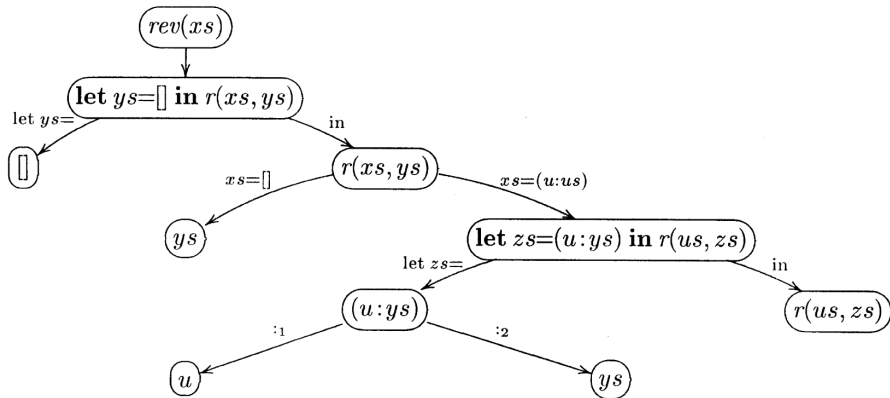 rev(xs)
let ys=[] in r(xs, ys)
let ys= in
[] r(xs, ys)
xs=[] xs=(u:us)
ys let zs=(u:ys) in r(us, zs)
let zs= in
(u:ys) r(us, zs)
:₁ :₂
u ys